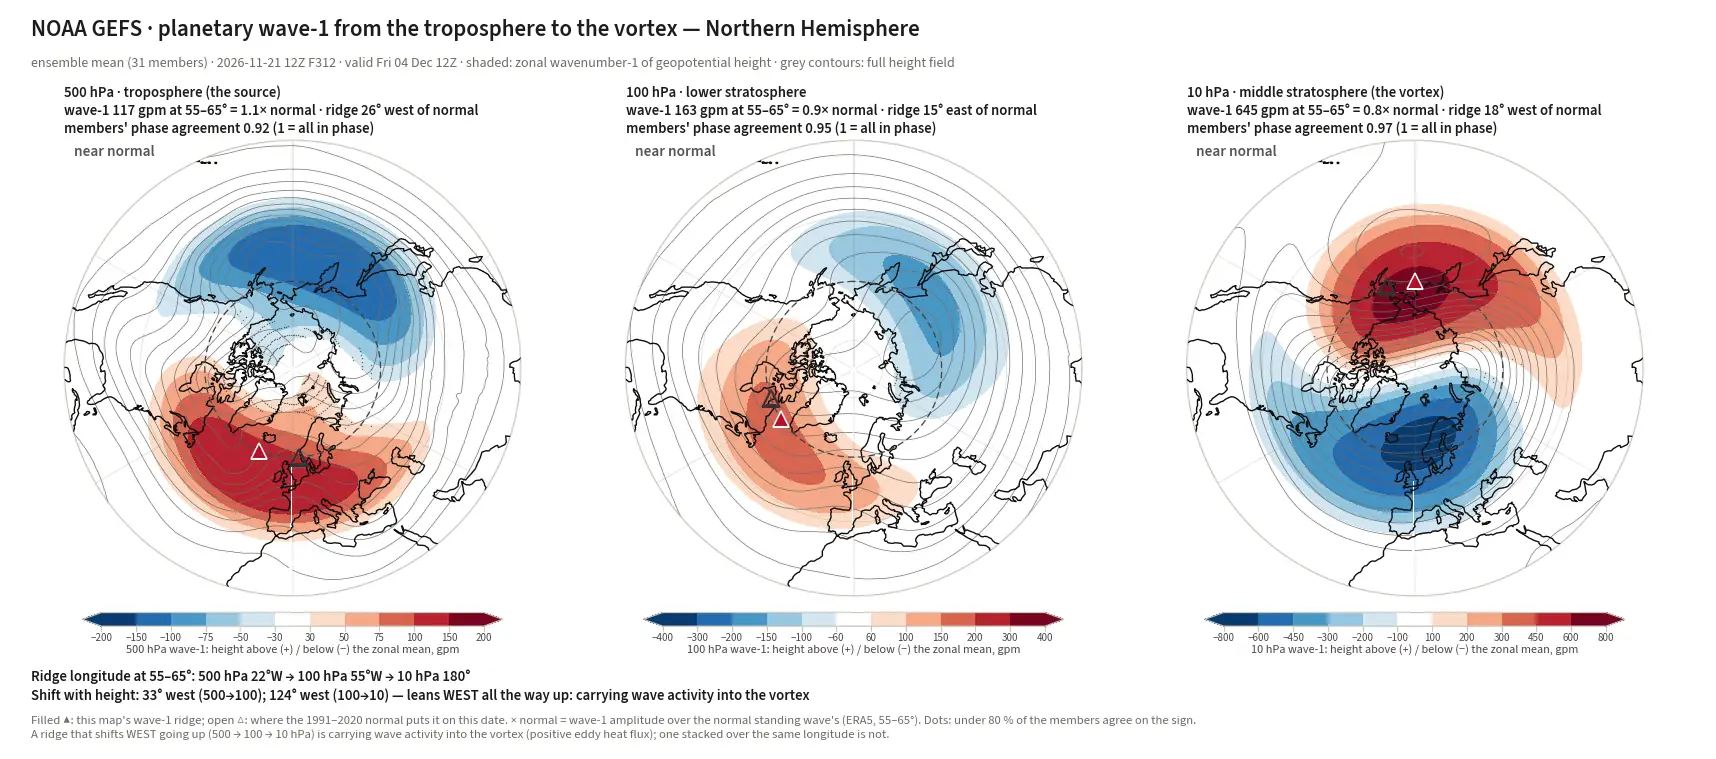 NOAA GEFS · planetary wave-1 from the troposphere to the vortex — Northern Hemisphere
ensemble mean (31 members) · 2026-11-21 12Z F312 · valid Fri 04 Dec 12Z · shaded: zonal wavenumber-1 of geopotential height · grey contours: full height field
500 hPa · troposphere (the source)
wave-1 117 gpm at 55–65° = 1.1× normal · ridge 26° west of normal
members' phase agreement 0.92 (1 = all in phase)
near normal
100 hPa · lower stratosphere
wave-1 163 gpm at 55–65° = 0.9× normal · ridge 15° east of normal
members' phase agreement 0.95 (1 = all in phase)
near normal
10 hPa · middle stratosphere (the vortex)
wave-1 645 gpm at 55–65° = 0.8× normal · ridge 18° west of normal
members' phase agreement 0.97 (1 = all in phase)
near normal
−200 −150 −100 −75 −50 −30 30 50 75 100 150 200
500 hPa wave-1: height above (+) / below (−) the zonal mean, gpm
−400 −300 −200 −150 −100 −60 60 100 150 200 300 400
100 hPa wave-1: height above (+) / below (−) the zonal mean, gpm
−800 −600 −450 −300 −200 −100 100 200 300 450 600 800
10 hPa wave-1: height above (+) / below (−) the zonal mean, gpm
Ridge longitude at 55–65°: 500 hPa 22°W → 100 hPa 55°W → 10 hPa 180°
Shift with height: 33° west (500→100); 124° west (100→10) — leans WEST all the way up: carrying wave activity into the vortex
Filled ▲: this map's wave-1 ridge; open △: where the 1991–2020 normal puts it on this date. × normal = wave-1 amplitude over the normal standing wave's (ERA5, 55–65°). Dots: under 80 % of the members agree on the sign.
A ridge that shifts WEST going up (500 → 100 → 10 hPa) is carrying wave activity into the vortex (positive eddy heat flux); one stacked over the same longitude is not.